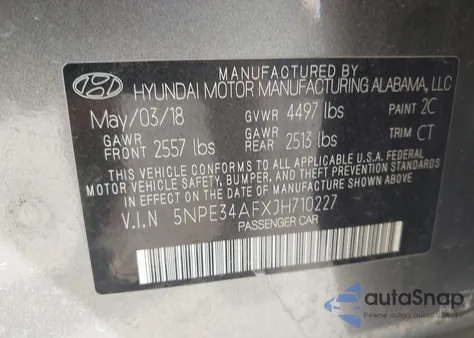 MANUFACTURED BY
HYUNDAI MOTOR MANUFACTURING ALABAMA, LLC
May/03/18 GVWR 4497 lbs PAINT 2C
GAWR FRONT 2557 lbs GAWR REAR 2513 lbs TRIM CT
THIS VEHICLE CONFORMS TO ALL APPLICABLE U.S.A FEDERAL
MOTOR VEHICLE SAFETY, BUMPER, AND THEFT PREVENTION
STANDARDS IN EFFECT ON THE DATE OF MANUFACTURE SHOWN ABOVE.
V.I.N 5NPE34AFXJH710227
PASSENGER CAR
autoSnap
Pewne auta z